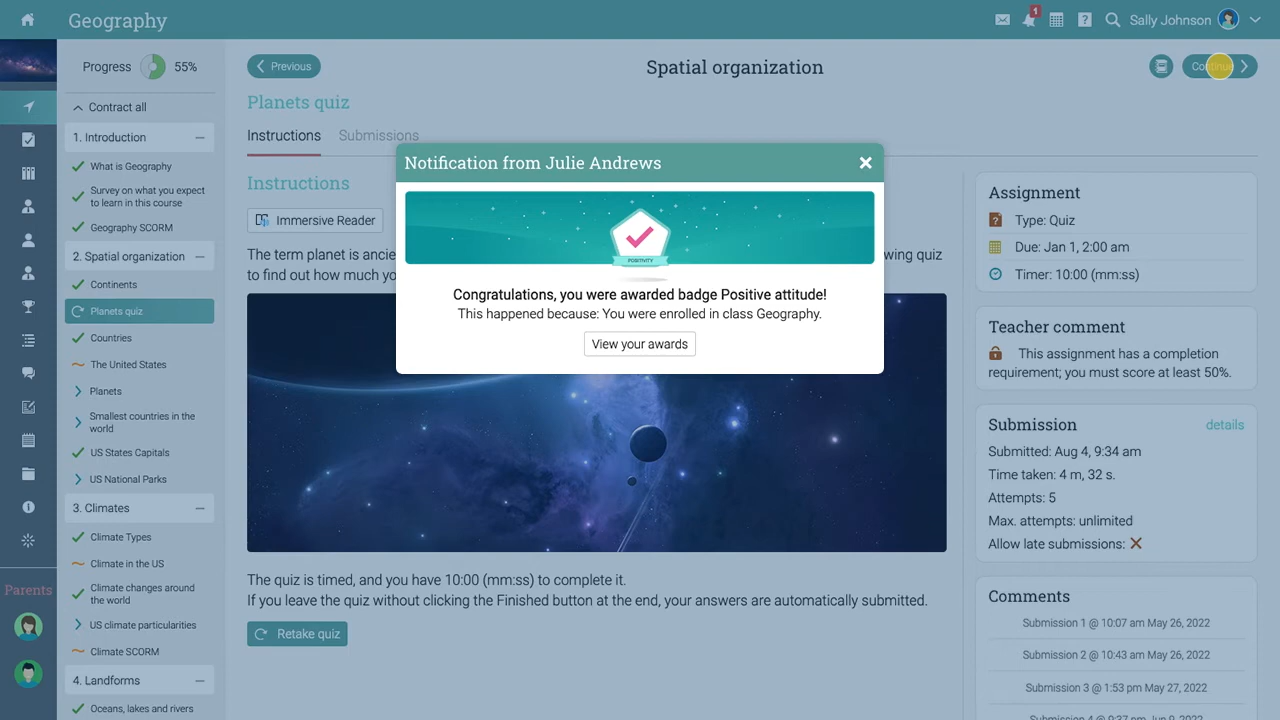 Geography
1
Sally Johnson
Progress 55%
Previous
Spatial organization
Continue
Contract all
Planets quiz
Instructions
Submissions
1. Introduction
What is Geography
Survey on what you expect
to learn in this course
Geography SCORM
2. Spatial organization
Continents
Planets quiz
Countries
The United States
Planets
Smallest countries in the
world
US States Capitals
US National Parks
3. Climates
Climate Types
Climate in the US
Climate changes around
the world
US climate particularities
Climate SCORM
4. Landforms
Oceans, lakes and rivers
Parents
Notification from Julie Andrews
POSITIVITY
Congratulations, you were awarded badge Positive attitude!
This happened because: You were enrolled in class Geography.
View your awards
Instructions
Immersive Reader
The term planet is ancie
wing quiz
to find out how much yo
The quiz is timed, and you have 10:00 (mm:ss) to complete it.
If you leave the quiz without clicking the Finished button at the end, your answers are automatically submitted.
Retake quiz
Assignment
Type: Quiz
Due: Jan 1, 2:00 am
Timer: 10:00 (mm:ss)
Teacher comment
This assignment has a completion
requirement; you must score at least 50%.
Submission
details
Submitted: Aug 4, 9:34 am
Time taken: 4 m, 32 s.
Attempts: 5
Max. attempts: unlimited
Allow late submissions:
Comments
Submission 1 @ 10:07 am May 26, 2022
Submission 2 @ 10:43 am May 26, 2022
Submission 3 @ 1:53 pm May 27, 2022
Submission 4 @ 9:37 pm Jun 9, 2022